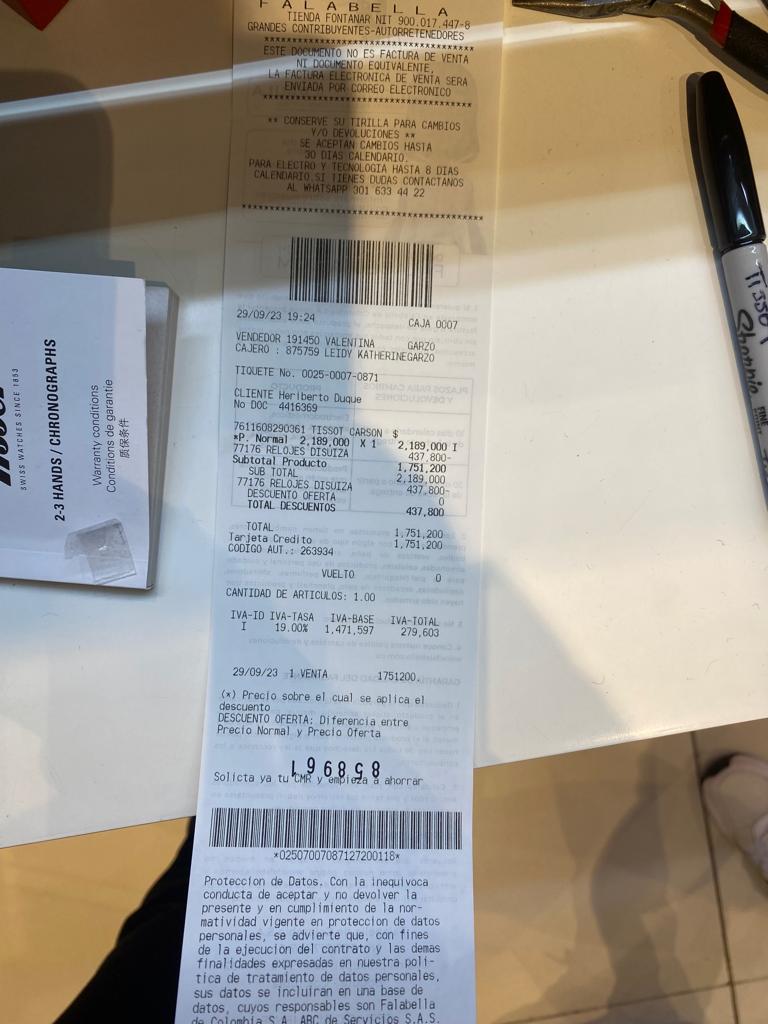 FALABELLA
TIENDA FONTANAR NIT 900.017.447-8
GRANDES CONTRIBUYENTES-AUTORRETENEDORES
ESTE DOCUMENTO NO ES FACTURA DE VENTA
NI DOCUMENTO EQUIVALENTE,
LA FACTURA ELECTRONICA DE VENTA SERA
ENVIADA POR CORREO ELECTRONICO
** CONSERVE SU TIRILLA PARA CAMBIOS
Y/O DEVOLUCIONES **
SE ACEPTAN CAMBIOS HASTA
30 DIAS CALENDARIO.
PARA ELECTRO Y TECNOLOGIA HASTA 8 DIAS
CALENDARIO.SI TIENES DUDAS CONTACTANOS
AL WHATSAPP 301 633 44 22
29/09/23 19:24 CAJA 0007
VENDEDOR 191450 VALENTINA GARZO
CAJERO : 875759 LEIDY KATHERINEGARZO
TIQUETE No. 0025-0007-0871
CLIENTE Heriberto Duque
No DOC 4416369
7611608290361 TISSOT CARSON $
*P. Normal 2,189,000 X 1 2,189,000 I
77176 RELOJES DISUIZA 437,800-
Subtotal Producto 1,751,200
SUB TOTAL 2,189,000
77176 RELOJES DISUIZA 437,800-
DESCUENTO OFERTA 0
TOTAL DESCUENTOS 437,800
TOTAL 1,751,200
Tarjeta Credito 1,751,200
CODIGO AUT.: 263934
VUELTO 0
CANTIDAD DE ARTICULOS: 1.00
IVA-ID IVA-TASA IVA-BASE IVA-TOTAL
I 19.00% 1,471,597 279,603
29/09/23 1 VENTA 1751200.
(*) Precio sobre el cual se aplica el
descuento
DESCUENTO OFERTA: Diferencia entre
Precio Normal y Precio Oferta
858961
Solicta ya tu CMR y empieza a ahorrar
*02507007087127200118*
Proteccion de Datos. Con la inequivoca
conducta de aceptar y no devolver la
presente y en cumplimiento de la nor-
matividad vigente en proteccion de datos
personales, se advierte que, con fines
de la ejecucion del contrato y las demas
finalidades expresadas en nuestra poli-
tica de tratamiento de datos personales,
sus datos se incluiran en una base de
datos, cuyos responsables son Falabella
de Colombia S.A. ABC de Servicios S.A.S.
SWISS WATCHES SINCE 1853
2-3 HANDS / CHRONOGRAPHS
Warranty conditions
Conditions de garantie
质保条件
TISSOT
Sharpie